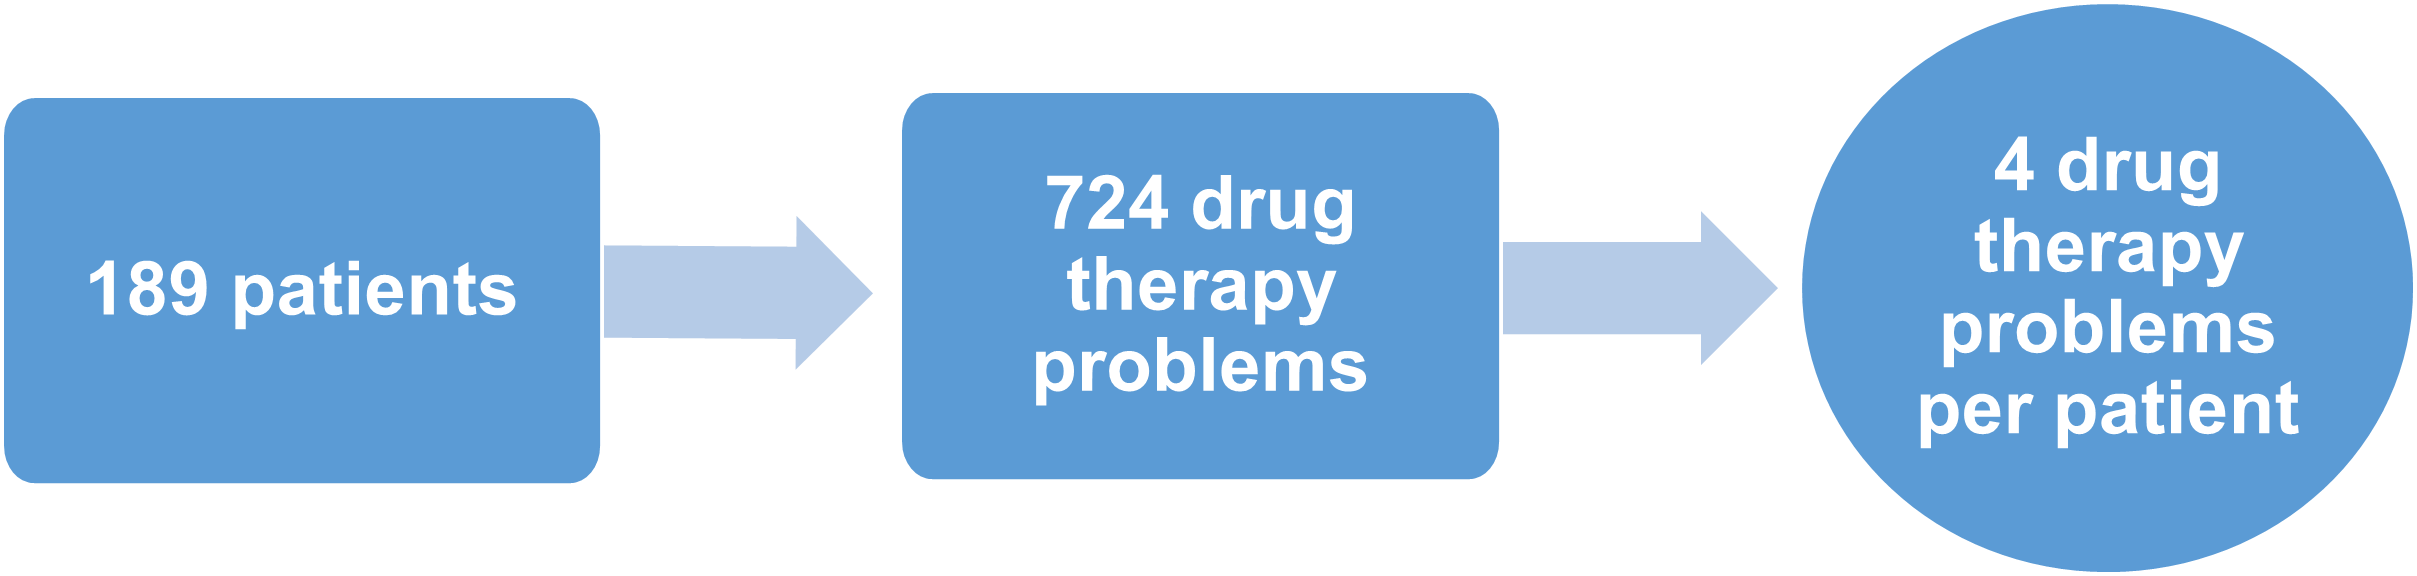 189 patients
724 drug
therapy
problems
4 drug
therapy
problems
per patient